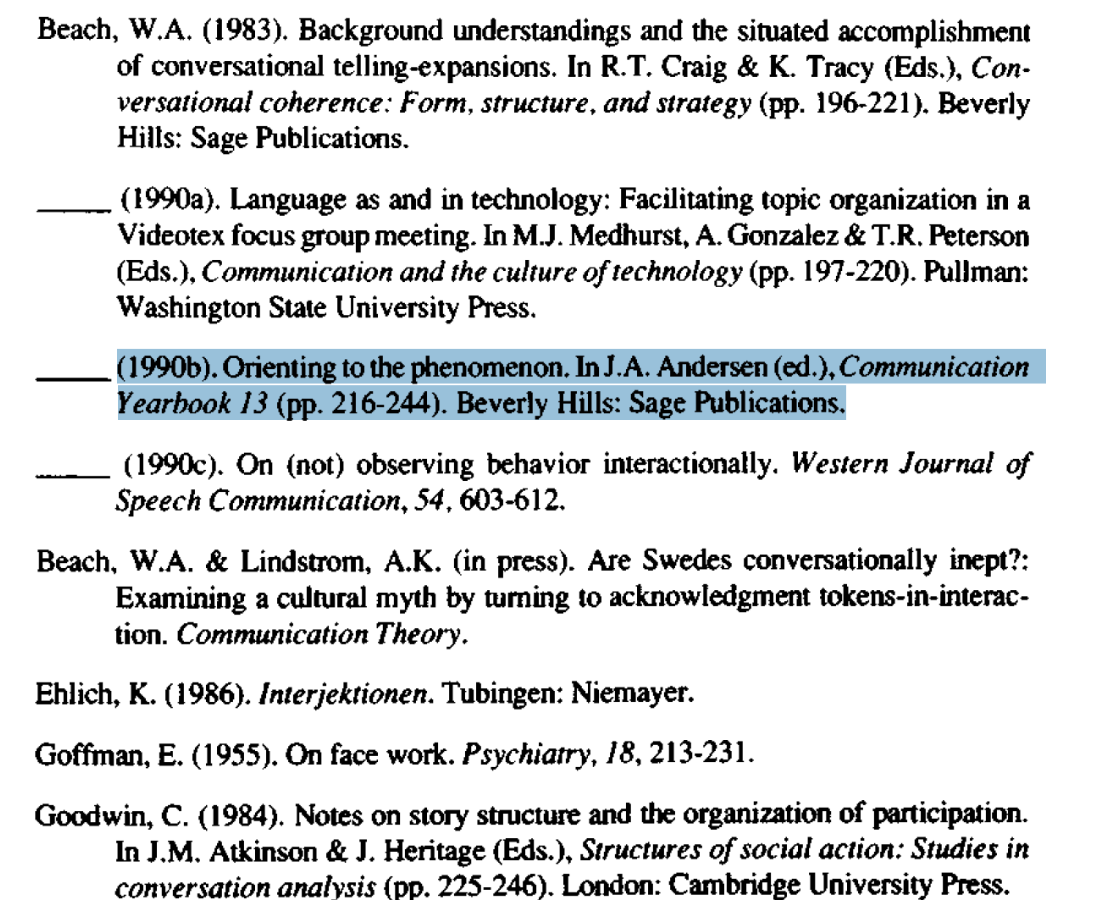 Beach, W.A. (1983). Background understandings and the situated accomplishment
of conversational telling-expansions. In R.T. Craig & K. Tracy (Eds.), Con-
versational coherence: Form, structure, and strategy (pp. 196-221). Beverly
Hills: Sage Publications.
_____ (1990a). Language as and in technology: Facilitating topic organization in a
Videotex focus group meeting. In M.J. Medhurst, A. Gonzalez & T.R. Peterson
(Eds.), Communication and the culture of technology (pp. 197-220). Pullman:
Washington State University Press.
_____ (1990b). Orienting to the phenomenon. In J.A. Andersen (ed.), Communication
Yearbook 13 (pp. 216-244). Beverly Hills: Sage Publications.
_____ (1990c). On (not) observing behavior interactionally. Western Journal of
Speech Communication, 54, 603-612.
Beach, W.A. & Lindstrom, A.K. (in press). Are Swedes conversationally inept?:
Examining a cultural myth by turning to acknowledgment tokens-in-interac-
tion. Communication Theory.
Ehlich, K. (1986). Interjektionen. Tubingen: Niemayer.
Goffman, E. (1955). On face work. Psychiatry, 18, 213-231.
Goodwin, C. (1984). Notes on story structure and the organization of participation.
In J.M. Atkinson & J. Heritage (Eds.), Structures of social action: Studies in
conversation analysis (pp. 225-246). London: Cambridge University Press.